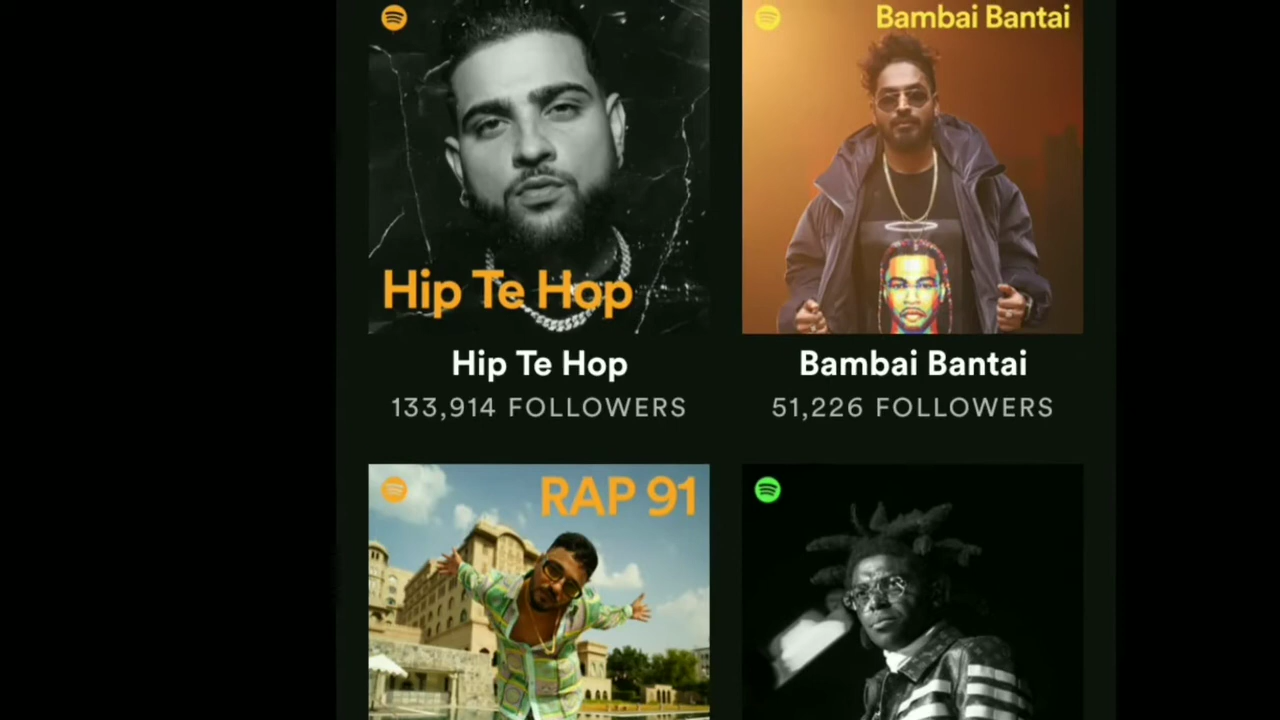 Bambai Bantai
Hip Te Hop
Hip Te Hop
133,914 FOLLOWERS
Bambai Bantai
51,226 FOLLOWERS
RAP 91